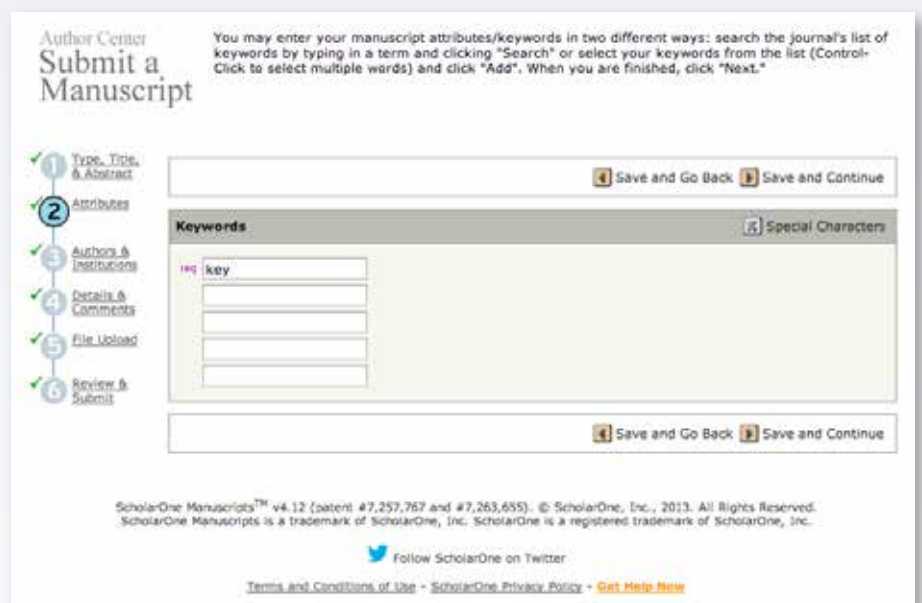 Author Center
Submit a
Manuscript
You may enter your manuscript attributes/keywords in two different ways: search the journal's list of
keywords by typing in a term and clicking "Search" or select your keywords from the list (Control-
Click to select multiple words) and click "Add". When you are finished, click "Next."
1 Type, Title,
& Abstract
2 Attributes
3 Authors &
Institutions
4 Details &
Comments
5 File Upload
6 Review &
Submit
Save and Go Back Save and Continue
Keywords Special Characters
req key
Save and Go Back Save and Continue
ScholarOne Manuscripts™ v4.12 (patent #7,257,767 and #7,263,655). © ScholarOne, Inc., 2013. All Rights Reserved.
ScholarOne Manuscripts is a trademark of ScholarOne, Inc. ScholarOne is a registered trademark of ScholarOne, Inc.
Follow ScholarOne on Twitter
Terms and Conditions of Use - ScholarOne Privacy Policy - Get Help Now